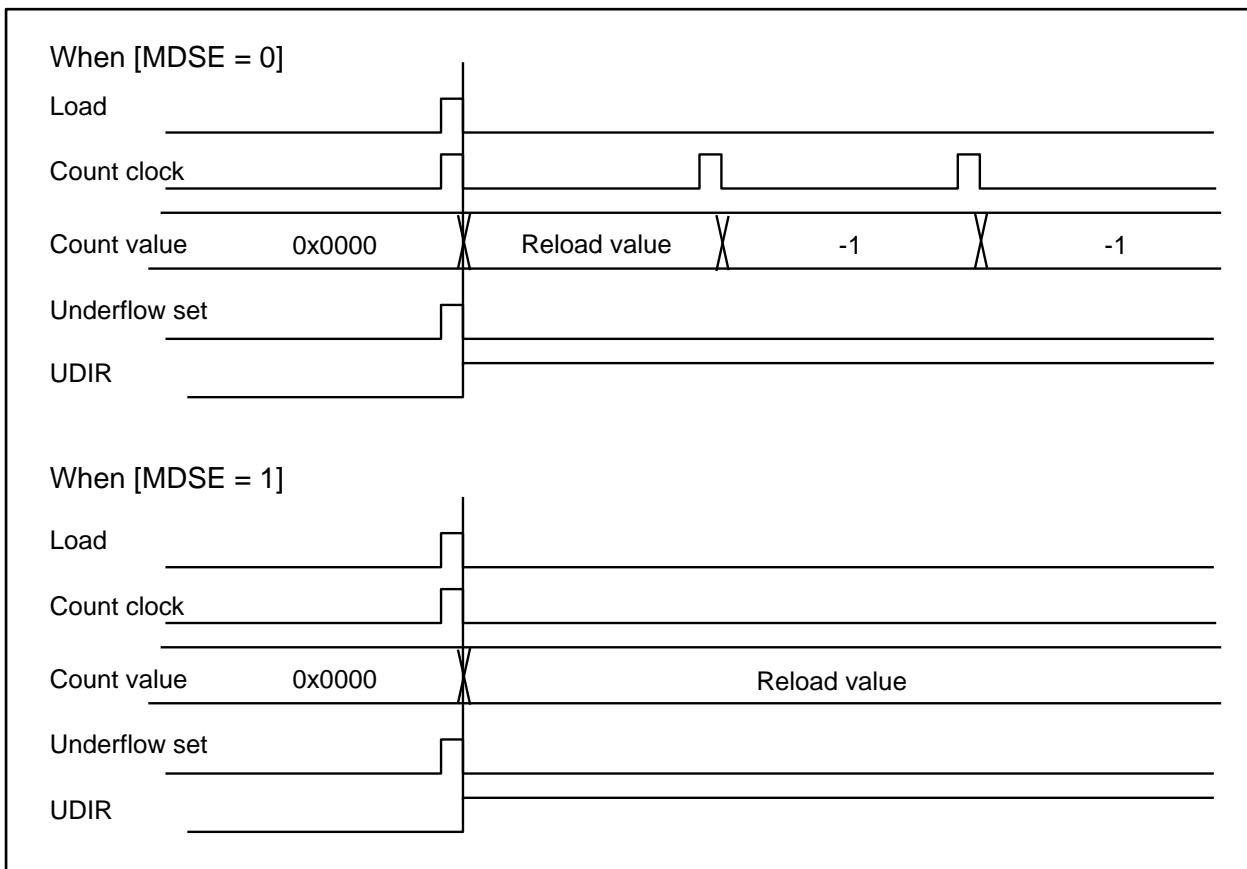 When [MDSE = 0]
Load
Count clock
Count value 0x0000 Reload value -1 -1
Underflow set
UDIR
When [MDSE = 1]
Load
Count clock
Count value 0x0000 Reload value
Underflow set
UDIR